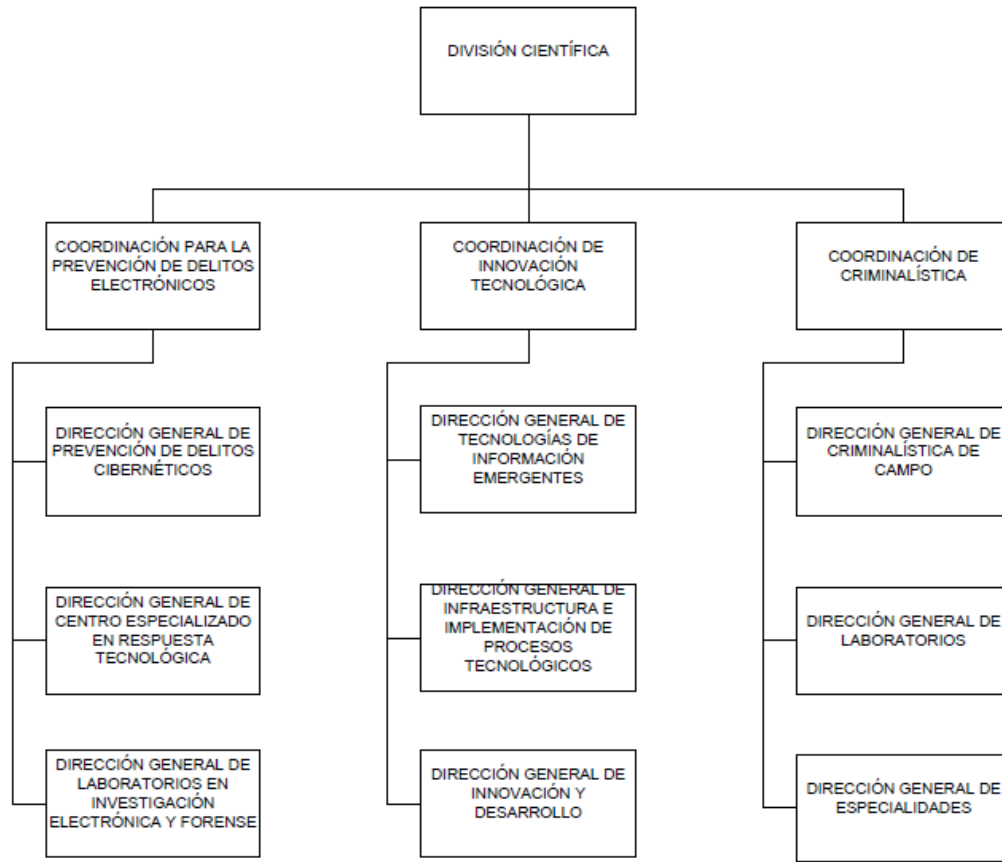 DIVISIÓN CIENTÍFICA
COORDINACIÓN PARA LA
PREVENCIÓN DE DELITOS
ELECTRÓNICOS
COORDINACIÓN DE
INNOVACIÓN
TECNOLÓGICA
COORDINACIÓN DE
CRIMINALÍSTICA
DIRECCIÓN GENERAL DE
PREVENCIÓN DE DELITOS
CIBERNÉTICOS
DIRECCIÓN GENERAL DE
TECNOLOGÍAS DE
INFORMACIÓN
EMERGENTES
DIRECCIÓN GENERAL DE
CRIMINALÍSTICA DE
CAMPO
DIRECCIÓN GENERAL DE
CENTRO ESPECIALIZADO
EN RESPUESTA
TECNOLÓGICA
DIRECCIÓN GENERAL DE
INFRAESTRUCTURA E
IMPLEMENTACIÓN DE
PROCESOS
TECNOLÓGICOS
DIRECCIÓN GENERAL DE
LABORATORIOS
DIRECCIÓN GENERAL DE
LABORATORIOS EN
INVESTIGACIÓN
ELECTRÓNICA Y FORENSE
DIRECCIÓN GENERAL DE
INNOVACIÓN Y
DESARROLLO
DIRECCIÓN GENERAL DE
ESPECIALIDADES